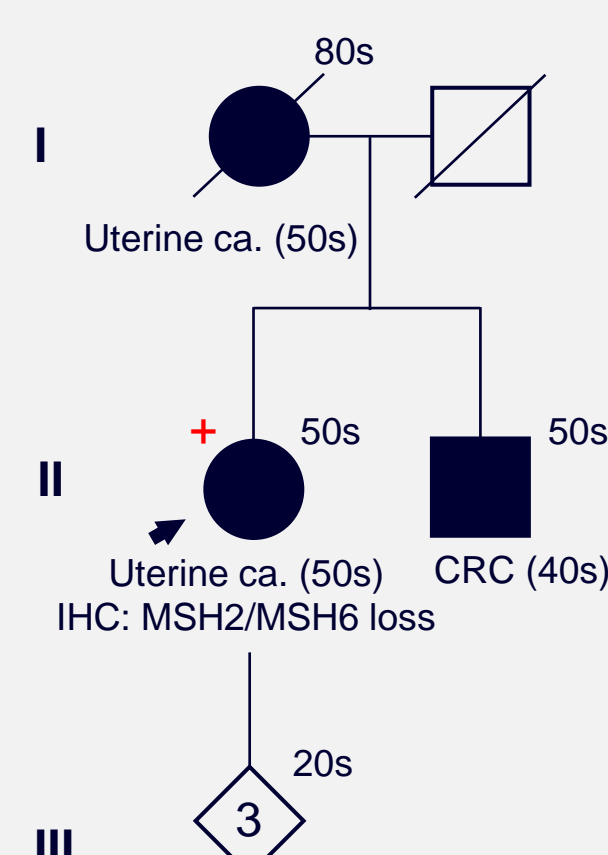 80s
I
Uterine ca. (50s)
+
50s
50s
II
Uterine ca. (50s)
CRC (40s)
IHC: MSH2/MSH6 loss
20s
3
III